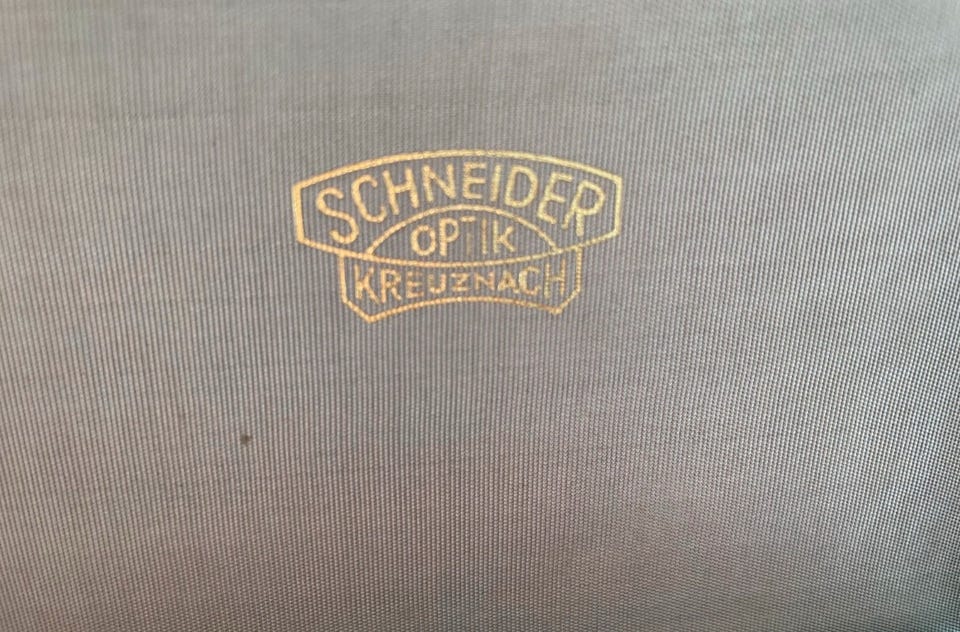 SCHNEIDER
OPTIK
KREUZNACH